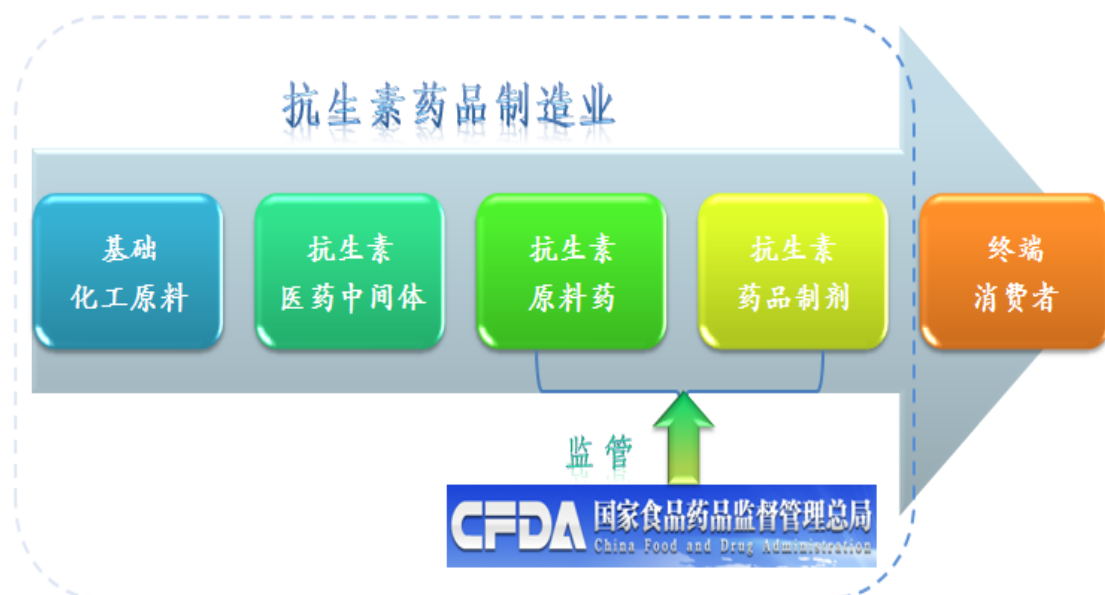 抗生素药品制造业
基础
化工原料
抗生素
医药中间体
抗生素
原料药
抗生素
药品制剂
终端
消费者
监管
CFDA
国家食品药品监督管理总局
China Food and Drug Administration